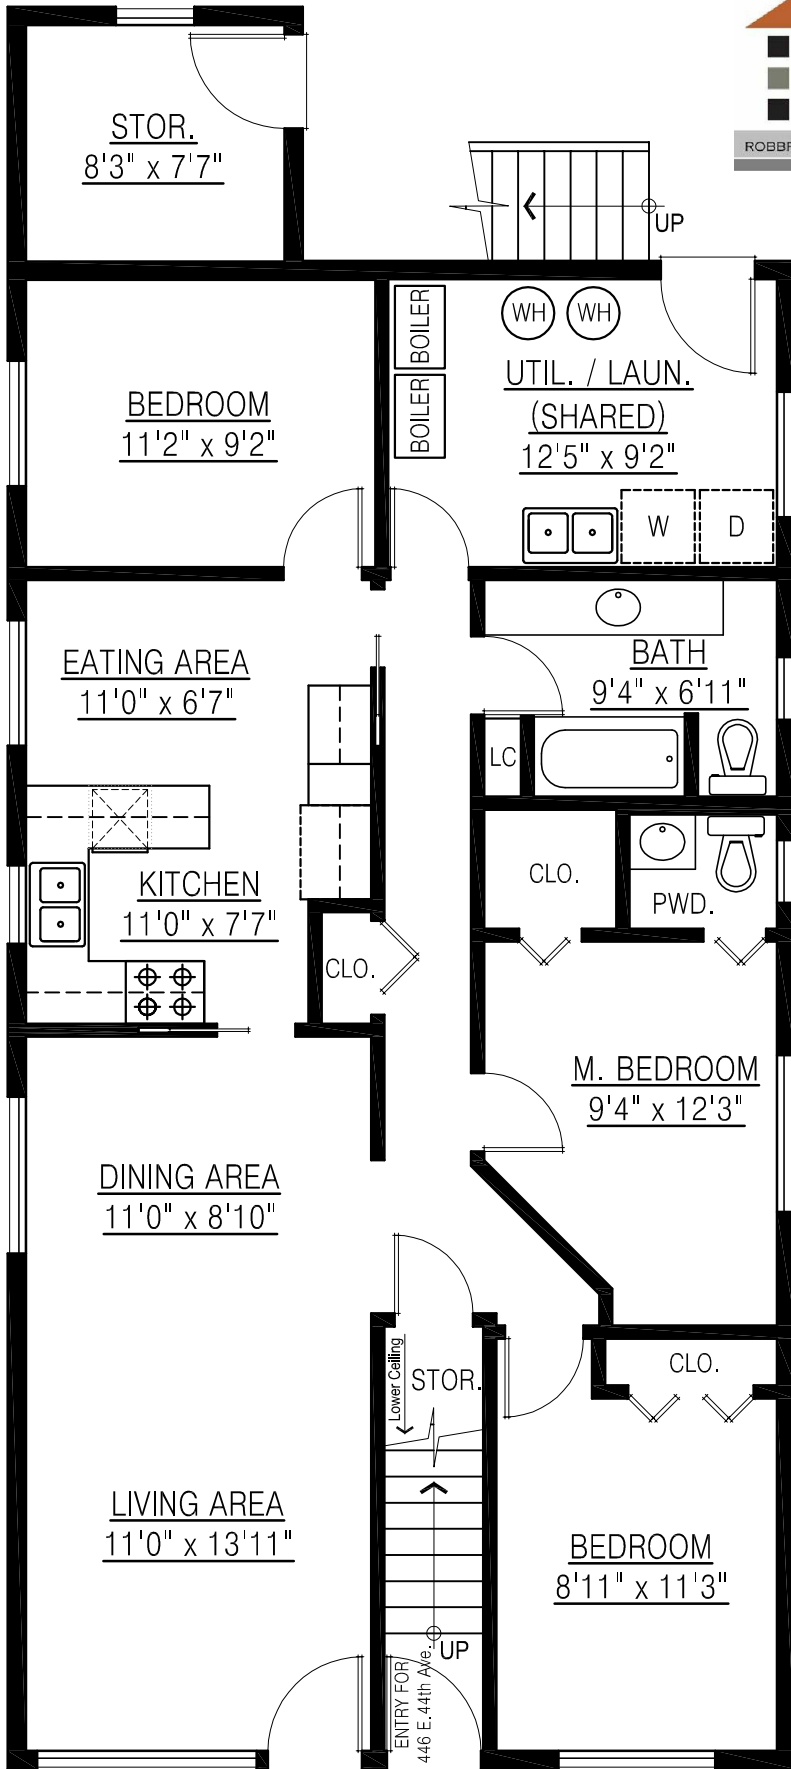 STOR.
8'3" x 7'7"
UP
BEDROOM
11'2" x 9'2"
BOILER
BOILER
WH
WH
UTIL. / LAUN.
(SHARED)
12'5" x 9'2"
W
D
EATING AREA
11'0" x 6'7"
BATH
9'4" x 6'11"
LC
KITCHEN
11'0" x 7'7"
CLO.
CLO.
PWD.
M. BEDROOM
9'4" x 12'3"
DINING AREA
11'0" x 8'10"
Lower Ceiling
STOR.
CLO.
LIVING AREA
11'0" x 13'11"
BEDROOM
8'11" x 11'3"
UP
ENTRY FOR
446 E.44th Ave.